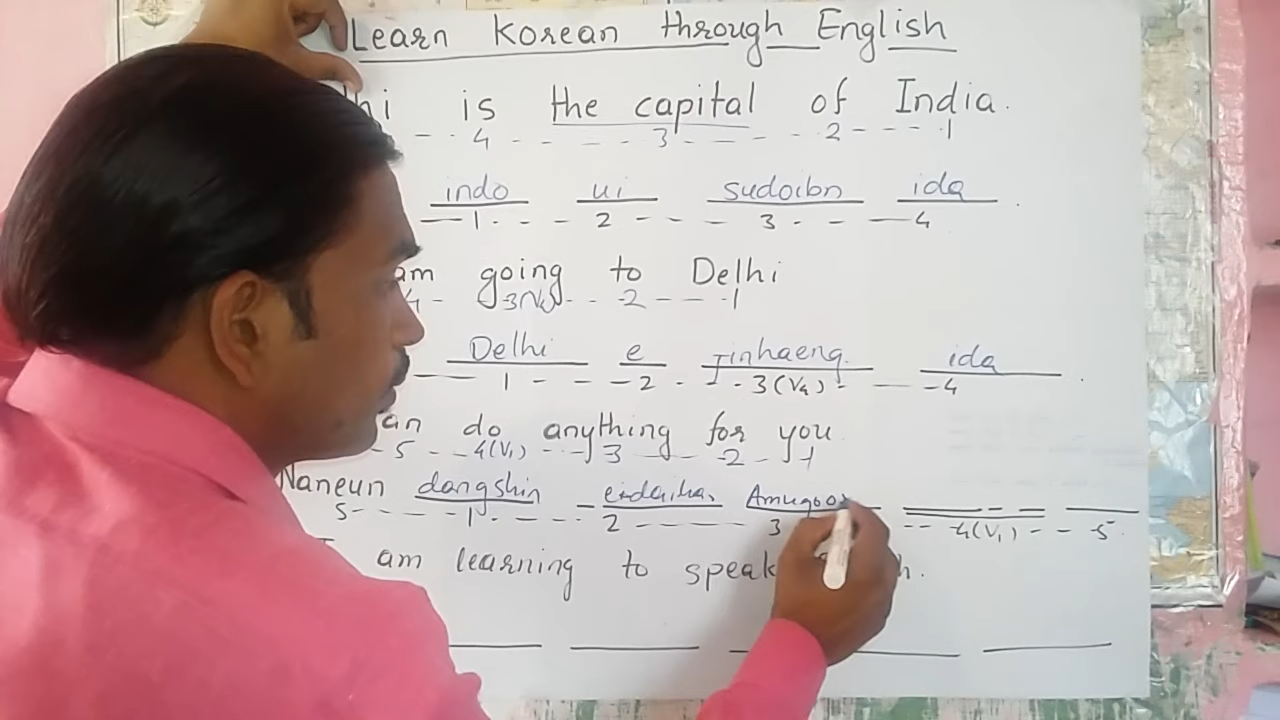 Learn Korean through English
hi is the capital of India.
4 3 2 1
indo ui sudoibn ida
1 2 3 4
am going to Delhi
4 3(V4) 2 1
Delhi e Jinhaeng. ida
1 2 3(V4) 4
an do anything for you
5 4(V1) 3 2 1
Naneun dangshin
5 1 2 3 4(V1) 5
I am learning to speak